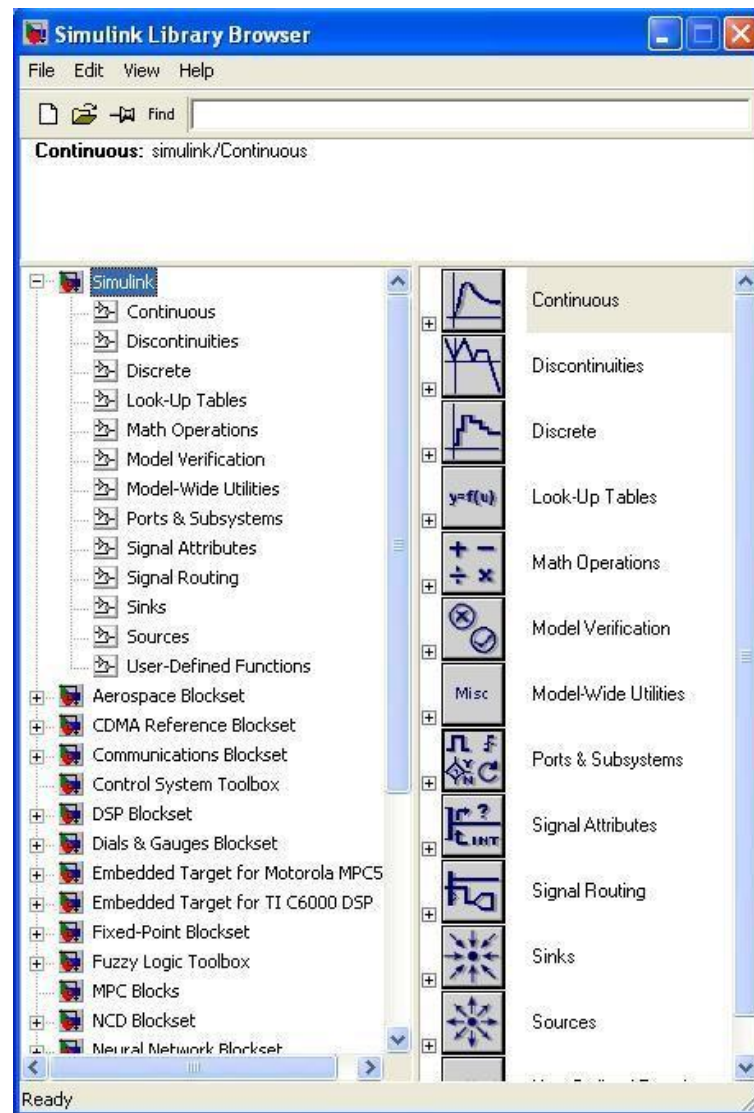 Simulink Library Browser
File Edit View Help
Find
Continuous: simulink/Continuous
Simulink
Continuous
Discontinuities
Discrete
Look-Up Tables
Math Operations
Model Verification
Model-Wide Utilities
Ports & Subsystems
Signal Attributes
Signal Routing
Sinks
Sources
User-Defined Functions
Aerospace Blockset
CDMA Reference Blockset
Communications Blockset
Control System Toolbox
DSP Blockset
Dials & Gauges Blockset
Embedded Target for Motorola MPC5
Embedded Target for TI C6000 DSP
Fixed-Point Blockset
Fuzzy Logic Toolbox
MPC Blocks
NCD Blockset
Neural Network Blockset
Continuous
Discontinuities
Discrete
y=f(u) Look-Up Tables
+ − ÷ × Math Operations
Model Verification
Misc Model-Wide Utilities
Y N Ports & Subsystems
? INT Signal Attributes
Signal Routing
Sinks
Sources
Ready